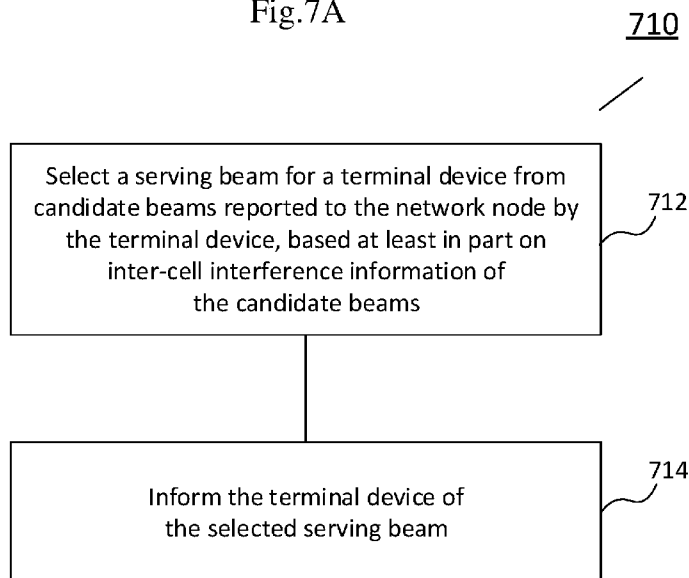 Fig.7A
710
Select a serving beam for a terminal device from
candidate beams reported to the network node by
the terminal device, based at least in part on
inter-cell interference information of
the candidate beams
712
Inform the terminal device of
the selected serving beam
714